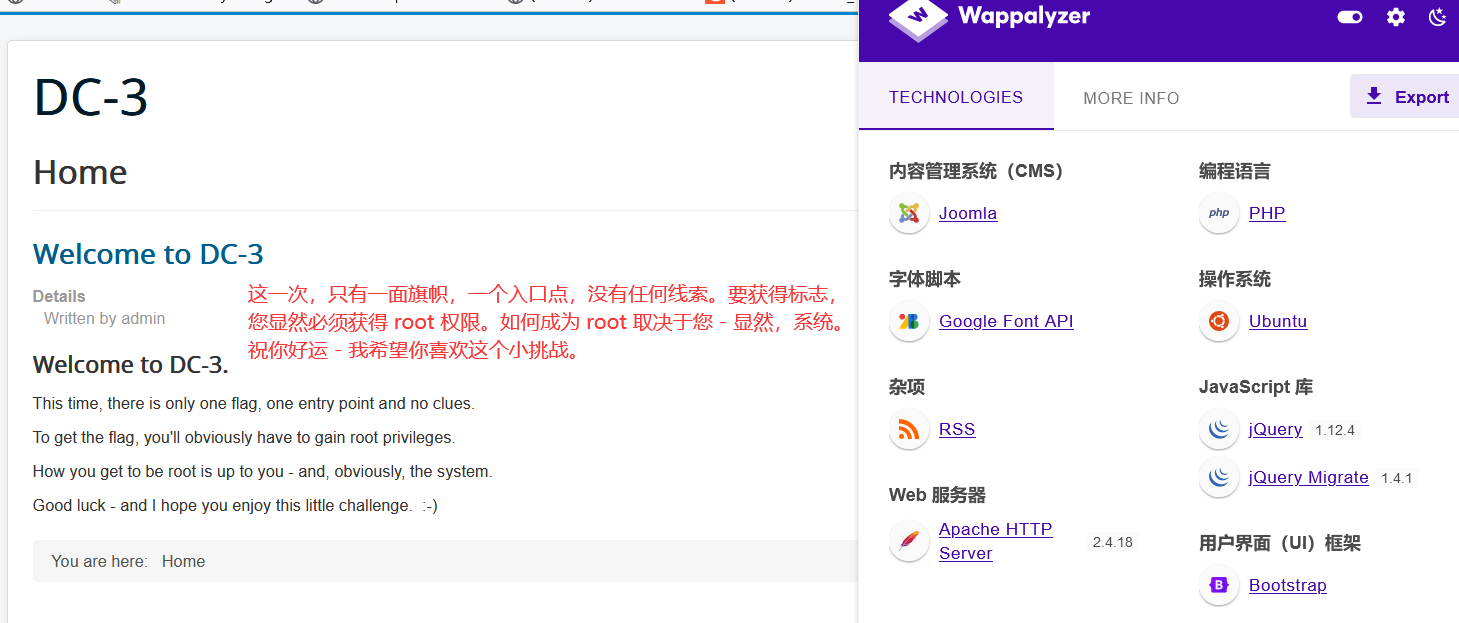 DC-3
Home
Welcome to DC-3
Details
Written by admin
这一次，只有一面旗帜，一个入口点，没有任何线索。要获得标志，
您显然必须获得 root 权限。如何成为 root 取决于您 - 显然，系统。
祝你好运 - 我希望你喜欢这个小挑战。
Welcome to DC-3.
This time, there is only one flag, one entry point and no clues.
To get the flag, you'll obviously have to gain root privileges.
How you get to be root is up to you - and, obviously, the system.
Good luck - and I hope you enjoy this little challenge. :-)
You are here: Home
Wappalyzer
TECHNOLOGIES
MORE INFO
Export
内容管理系统（CMS）
Joomla
字体脚本
Google Font API
杂项
RSS
Web 服务器
Apache HTTP
Server
2.4.18
编程语言
php
PHP
操作系统
Ubuntu
JavaScript 库
jQuery 1.12.4
jQuery Migrate 1.4.1
用户界面（UI）框架
B
Bootstrap